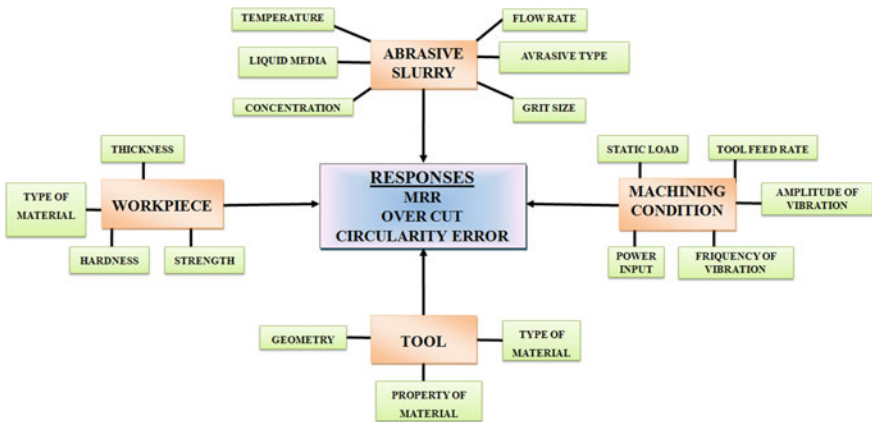 TEMPERATURE
FLOW RATE
LIQUID MEDIA
ABRASIVE
SLURRY
AVRASIVE TYPE
CONCENTRATION
GRIT SIZE
THICKNESS
TYPE OF
MATERIAL
WORKPIECE
HARDNESS
STRENGTH
RESPONSES
MRR
OVER CUT
CIRCULARITY ERROR
STATIC LOAD
TOOL FEED RATE
MACHINING
CONDITION
AMPLITUDE OF
VIBRATION
POWER
INPUT
FRIQUENCY OF
VIBRATION
GEOMETRY
TOOL
TYPE OF
MATERIAL
PROPERTY OF
MATERIAL